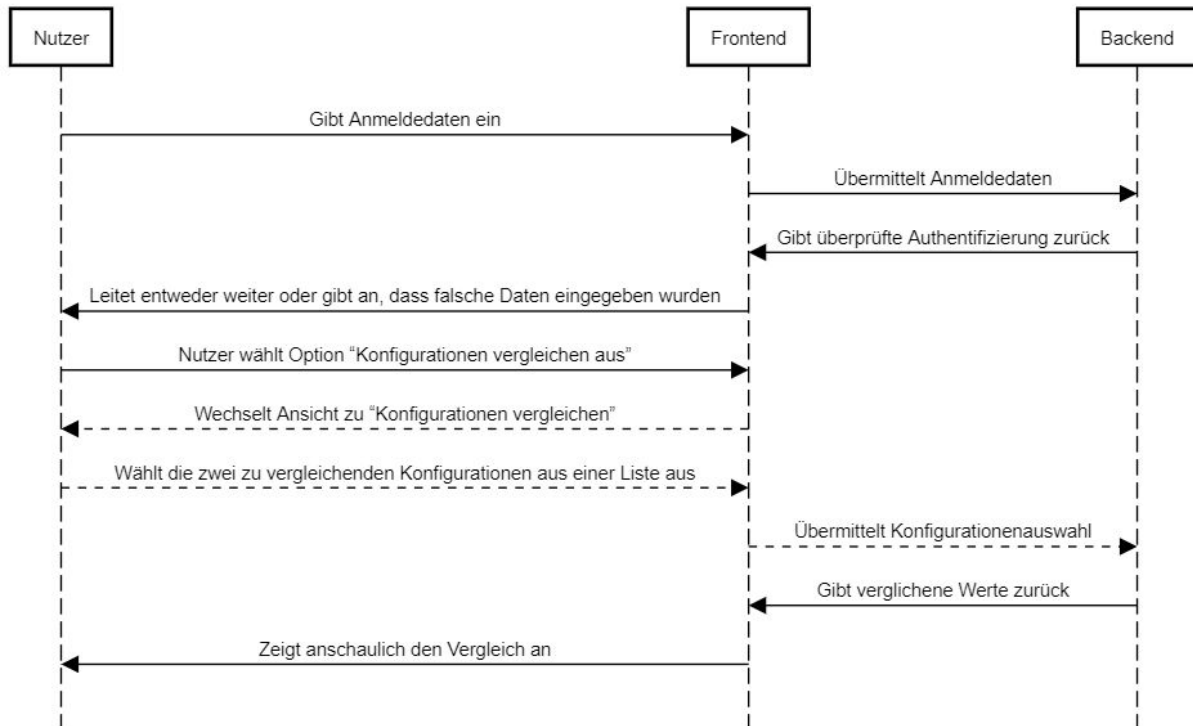 Nutzer
Frontend
Backend
Gibt Anmeldedaten ein
Übermittelt Anmeldedaten
Gibt überprüfte Authentifizierung zurück
Leitet entweder weiter oder gibt an, dass falsche Daten eingegeben wurden
Nutzer wählt Option “Konfigurationen vergleichen aus”
Wechselt Ansicht zu “Konfigurationen vergleichen”
Wählt die zwei zu vergleichenden Konfigurationen aus einer Liste aus
Übermittelt Konfigurationenauswahl
Gibt verglichene Werte zurück
Zeigt anschaulich den Vergleich an